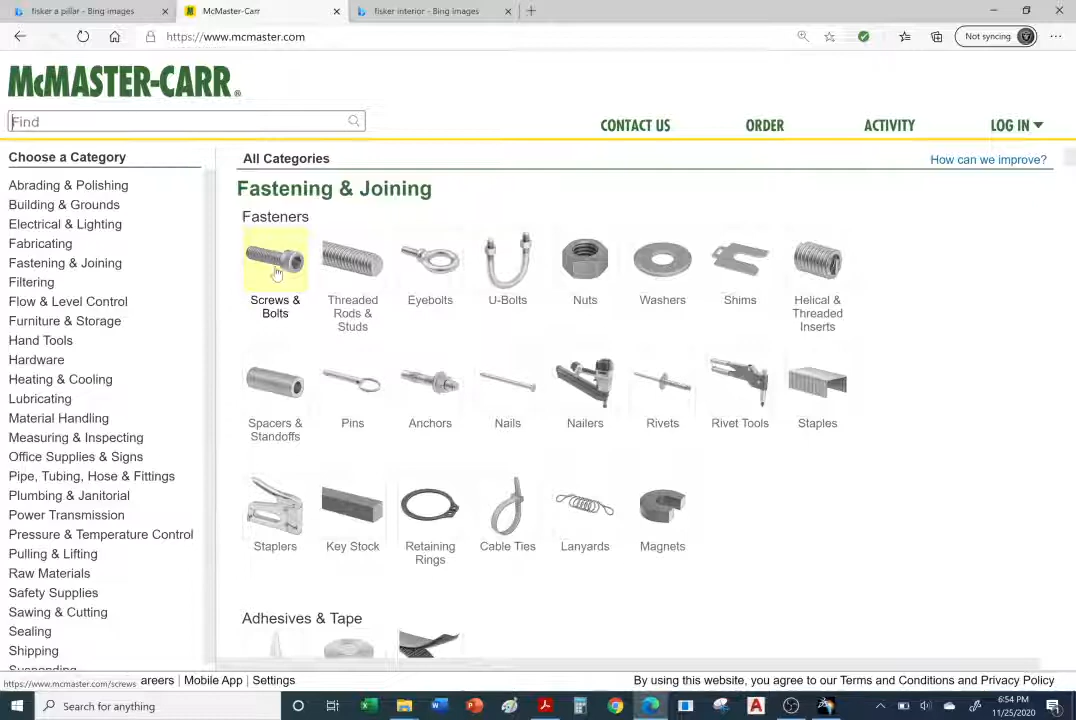 fisker a pillar - Bing images
McMaster-Carr
fisker interior - Bing images
https://www.mcmaster.com
Not syncing
McMASTER-CARR®
Find
CONTACT US
ORDER
ACTIVITY
LOG IN
Choose a Category
All Categories
How can we improve?
Abrading & Polishing
Building & Grounds
Electrical & Lighting
Fabricating
Fastening & Joining
Filtering
Flow & Level Control
Furniture & Storage
Hand Tools
Hardware
Heating & Cooling
Lubricating
Material Handling
Measuring & Inspecting
Office Supplies & Signs
Pipe, Tubing, Hose & Fittings
Plumbing & Janitorial
Power Transmission
Pressure & Temperature Control
Pulling & Lifting
Raw Materials
Safety Supplies
Sawing & Cutting
Sealing
Shipping
Suspending
Fastening & Joining
Fasteners
Screws &
Bolts
Threaded
Rods &
Studs
Eyebolts
U-Bolts
Nuts
Washers
Shims
Helical &
Threaded
Inserts
Spacers &
Standoffs
Pins
Anchors
Nails
Nailers
Rivets
Rivet Tools
Staples
Staplers
Key Stock
Retaining
Rings
Cable Ties
Lanyards
Magnets
Adhesives & Tape
https://www.mcmaster.com/screws
areers | Mobile App | Settings
By using this website, you agree to our Terms and Conditions and Privacy Policy
Search for anything
6:54 PM
11/25/2020